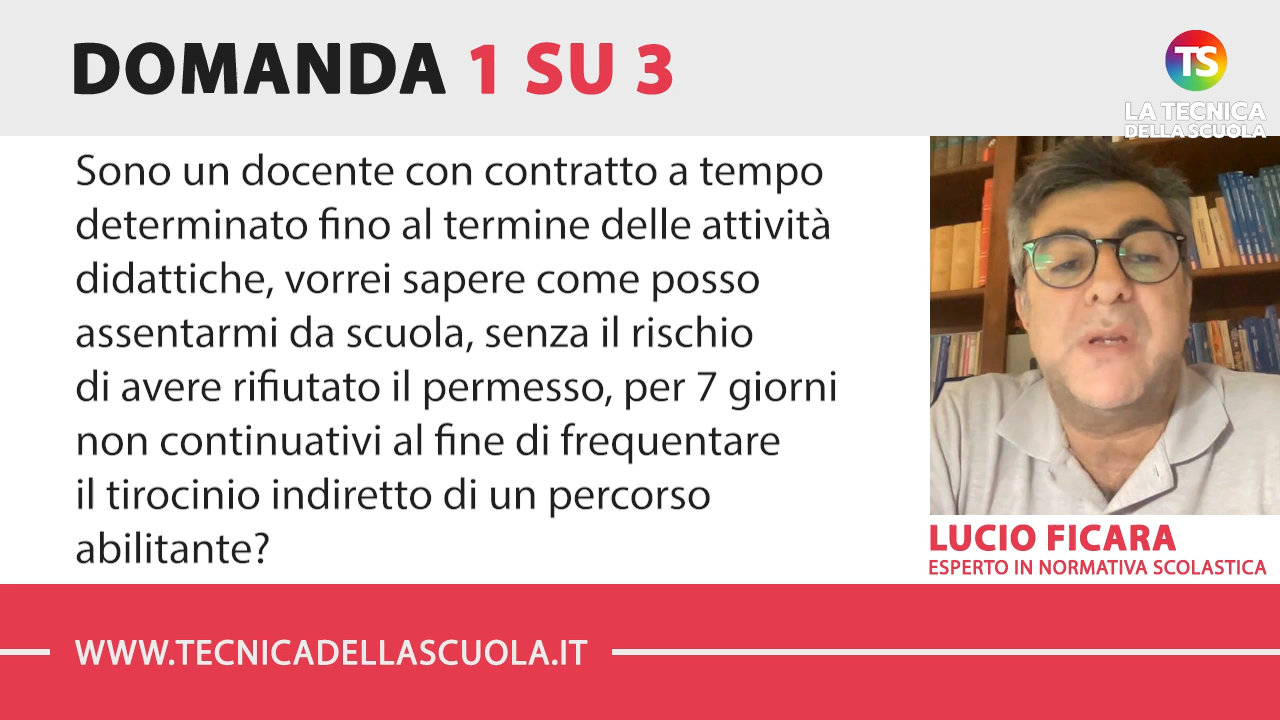 DOMANDA 1 SU 3
TS
LA TECNICA
DELLA SCUOLA
Sono un docente con contratto a tempo
determinato fino al termine delle attività
didattiche, vorrei sapere come posso
assentarmi da scuola, senza il rischio
di avere rifiutato il permesso, per 7 giorni
non continuativi al fine di frequentare
il tirocinio indiretto di un percorso
abilitante?
LUCIO FICARA
ESPERTO IN NORMATIVA SCOLASTICA
WWW.TECNICADELLASCUOLA.IT